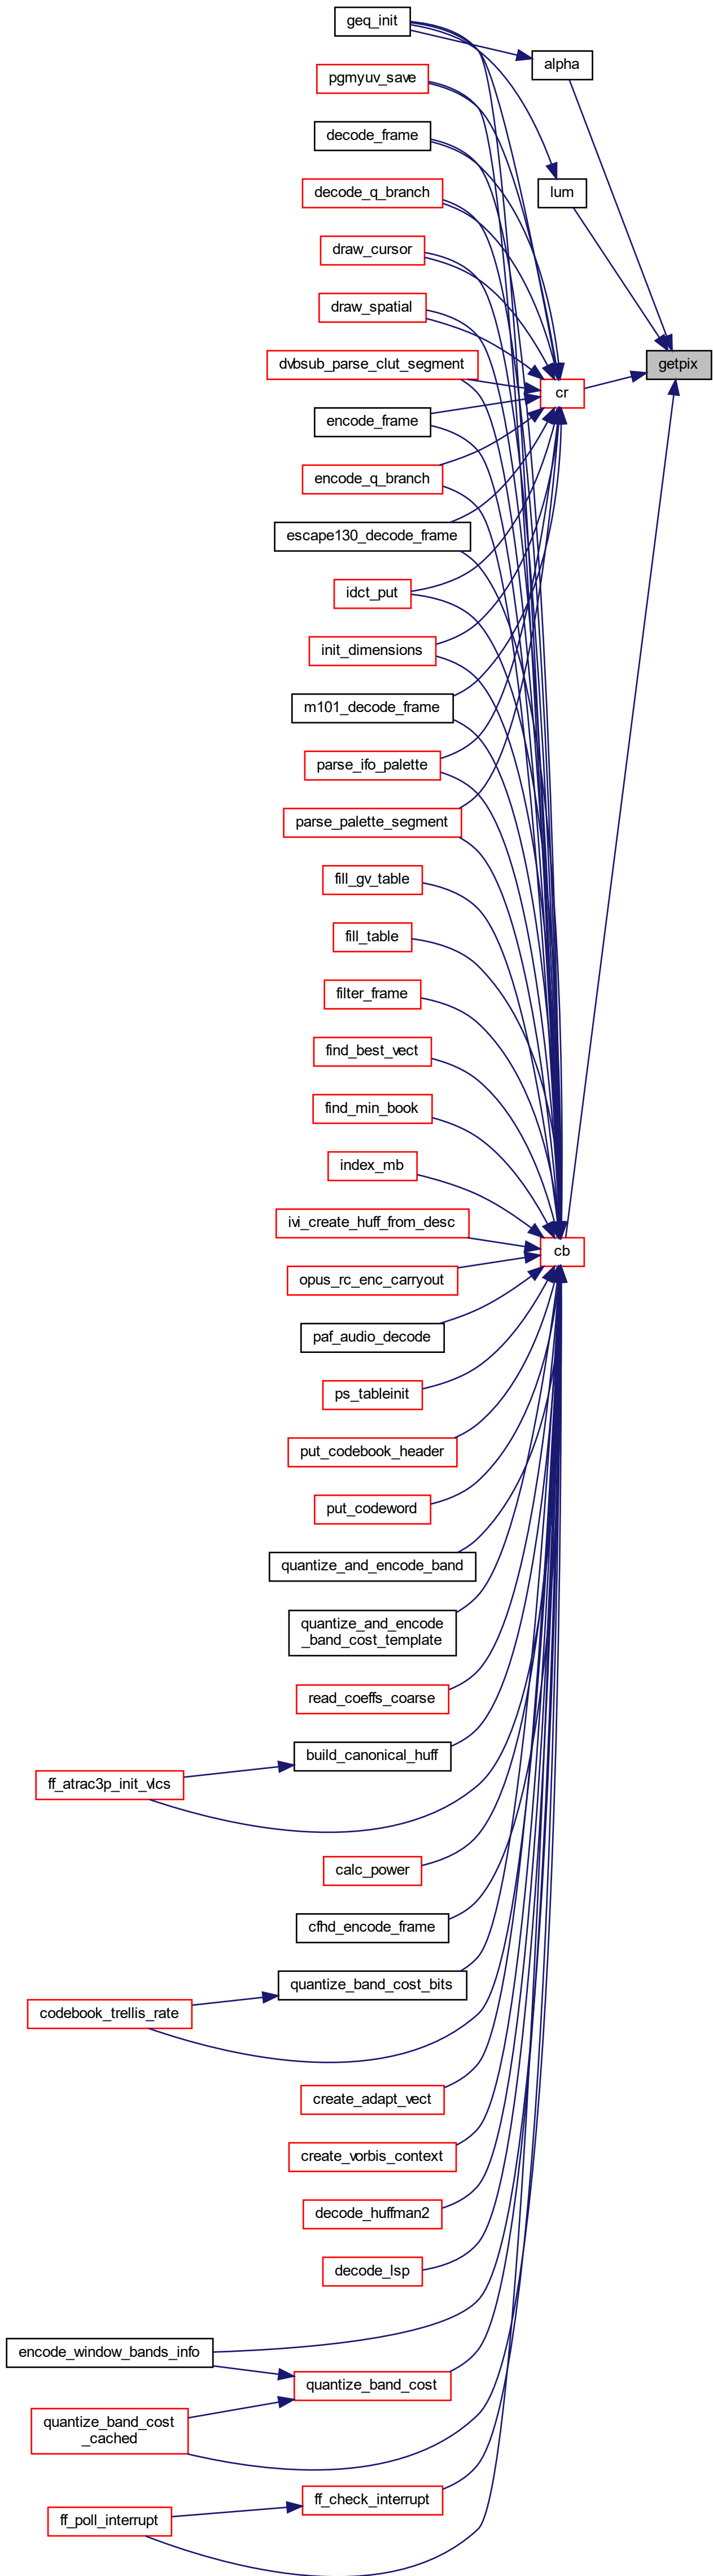 geq_init
alpha
pgmyuv_save
decode_frame
lum
decode_q_branch
draw_cursor
draw_spatial
dvbsub_parse_clut_segment
getpix
cr
encode_frame
encode_q_branch
escape130_decode_frame
idct_put
init_dimensions
m101_decode_frame
parse_ifo_palette
parse_palette_segment
fill_gv_table
fill_table
filter_frame
find_best_vect
find_min_book
index_mb
ivi_create_huff_from_desc
cb
opus_rc_enc_carryout
paf_audio_decode
ps_tableinit
put_codebook_header
put_codeword
quantize_and_encode_band
quantize_and_encode
_band_cost_template
read_coeffs_coarse
build_canonical_huff
ff_atrac3p_init_vlcs
calc_power
cfhd_encode_frame
quantize_band_cost_bits
codebook_trellis_rate
create_adapt_vect
create_vorbis_context
decode_huffman2
decode_lsp
encode_window_bands_info
quantize_band_cost
quantize_band_cost
_cached
ff_check_interrupt
ff_poll_interrupt